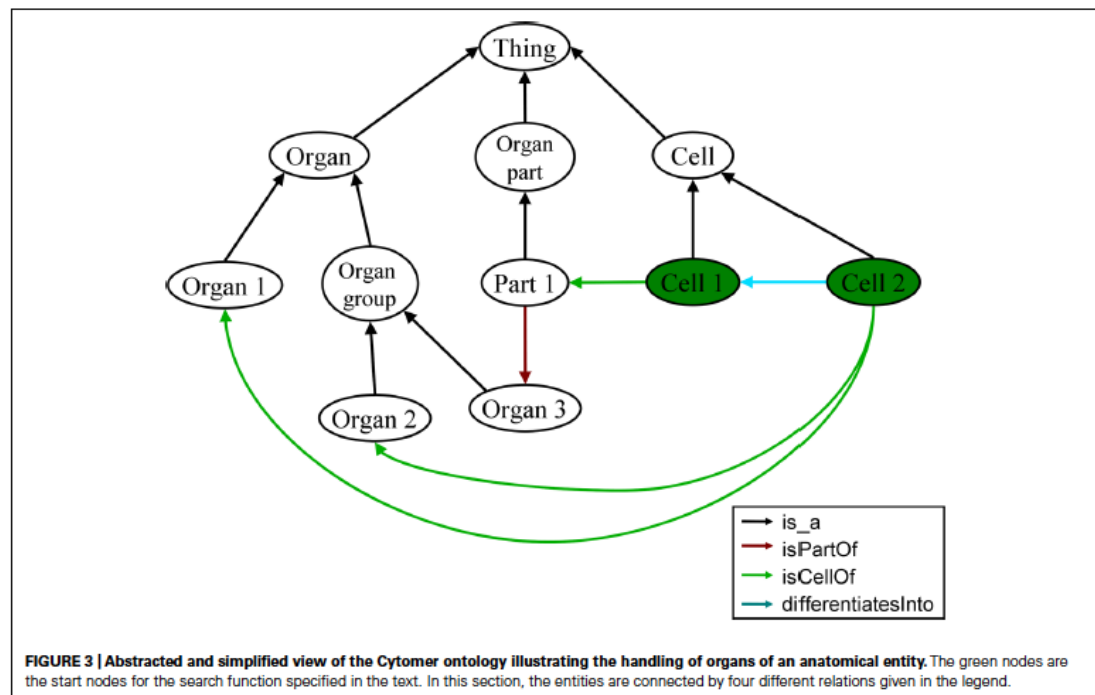 Thing
Organ
Organ
part
Cell
Organ 1
Organ
group
Part 1
Cell 1
Cell 2
Organ 2
Organ 3
is_a
isPartOf
isCellOf
differentiatesInto
FIGURE 3 | Abstracted and simplified view of the Cytomer ontology illustrating the handling of organs of an anatomical entity. The green nodes are
the start nodes for the search function specified in the text. In this section, the entities are connected by four different relations given in the legend.